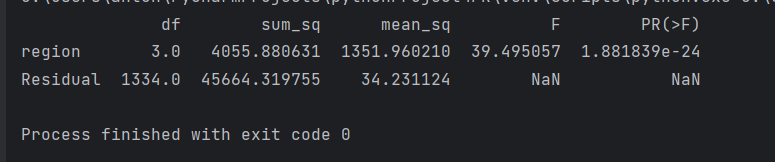 df sum_sq mean_sq F PR(>F)
region 3.0 4055.880631 1351.960210 39.495057 1.881839e-24
Residual 1334.0 45664.319755 34.231124 NaN NaN
Process finished with exit code 0